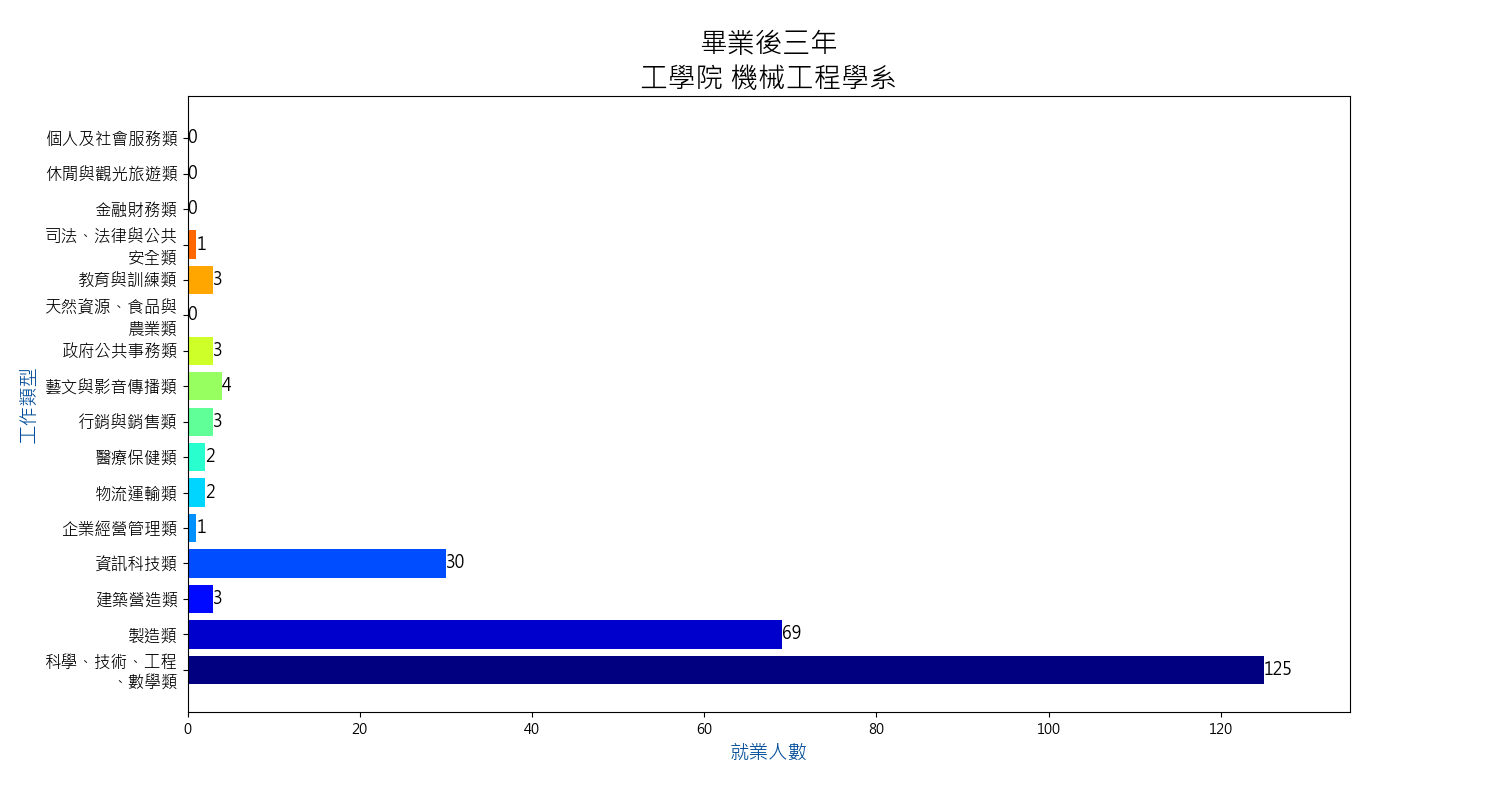 畢業後三年
工學院 機械工程學系
個人及社會服務類
0
休閒與觀光旅遊類
0
金融財務類
0
司法、法律與公共
安全類
1
教育與訓練類
3
天然資源、食品與
農業類
0
政府公共事務類
3
藝文與影音傳播類
4
行銷與銷售類
3
醫療保健類
2
物流運輸類
2
企業經營管理類
1
資訊科技類
30
建築營造類
3
製造類
69
科學、技術、工程
、數學類
125
工作類型
0 20 40 60 80 100 120
就業人數